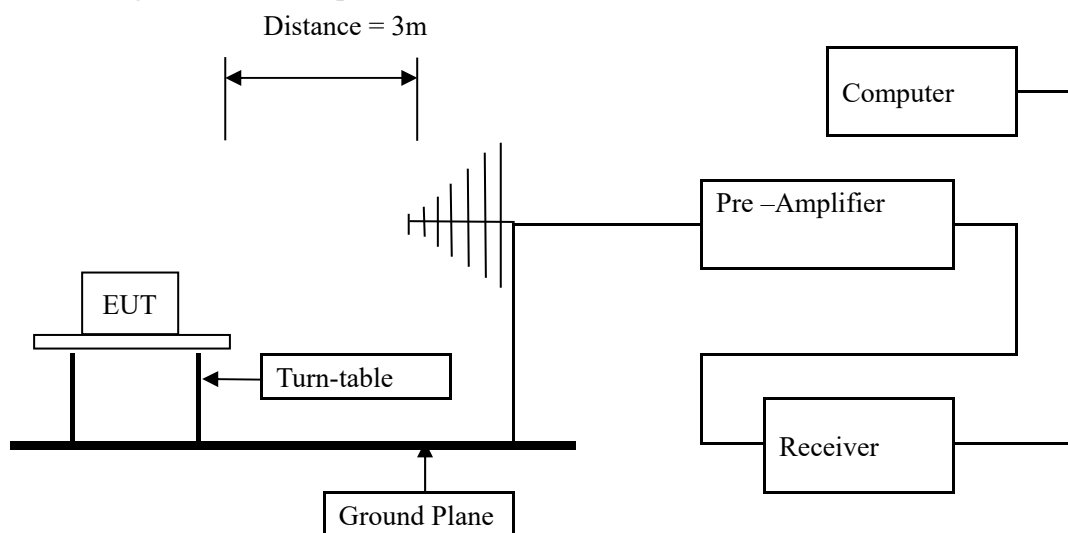 Distance = 3m
Computer
Pre –Amplifier
EUT
Turn-table
Receiver
Ground Plane